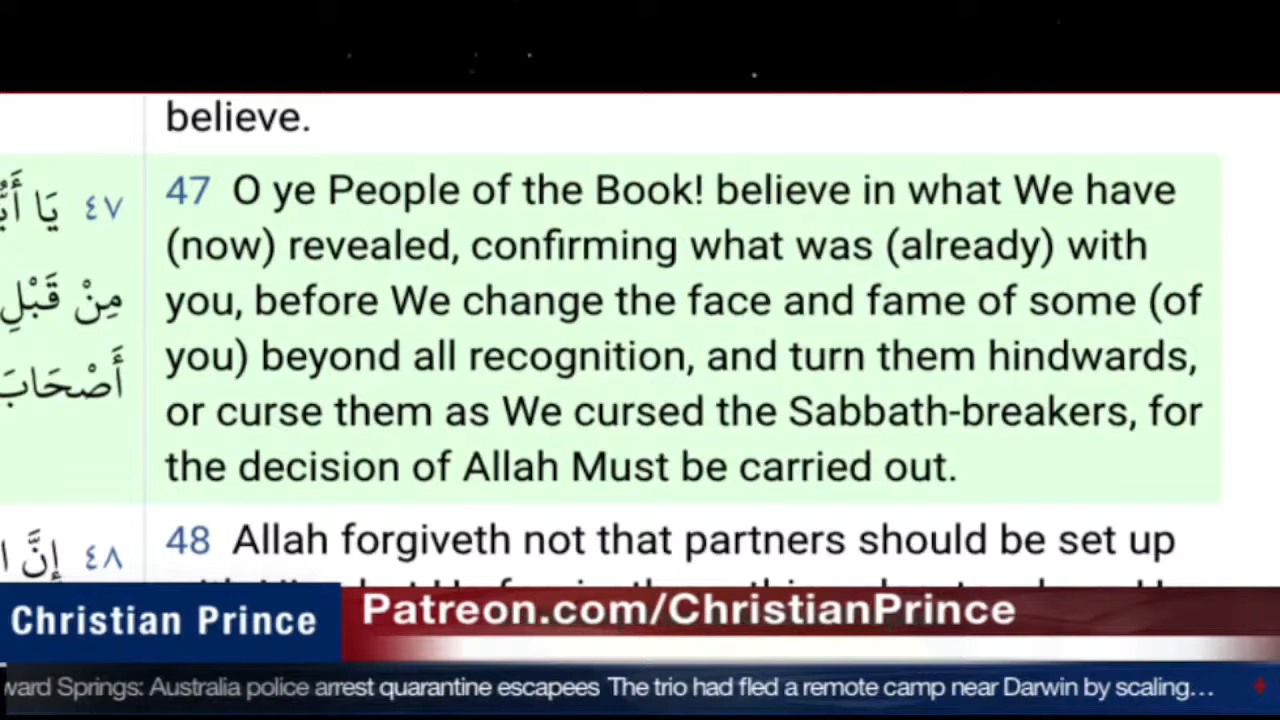 believe.
47 O ye People of the Book! believe in what We have
(now) revealed, confirming what was (already) with
you, before We change the face and fame of some (of
you) beyond all recognition, and turn them hindwards,
or curse them as We cursed the Sabbath-breakers, for
the decision of Allah Must be carried out.
٤٧ يَا
مِنْ قَبْلِ
أَصْحَابَ
48 Allah forgiveth not that partners should be set up
٤٨ إِنَّ
Christian Prince
Patreon.com/ChristianPrince
Springs: Australia police arrest quarantine escapees The trio had fled a remote camp near Darwin by scaling...